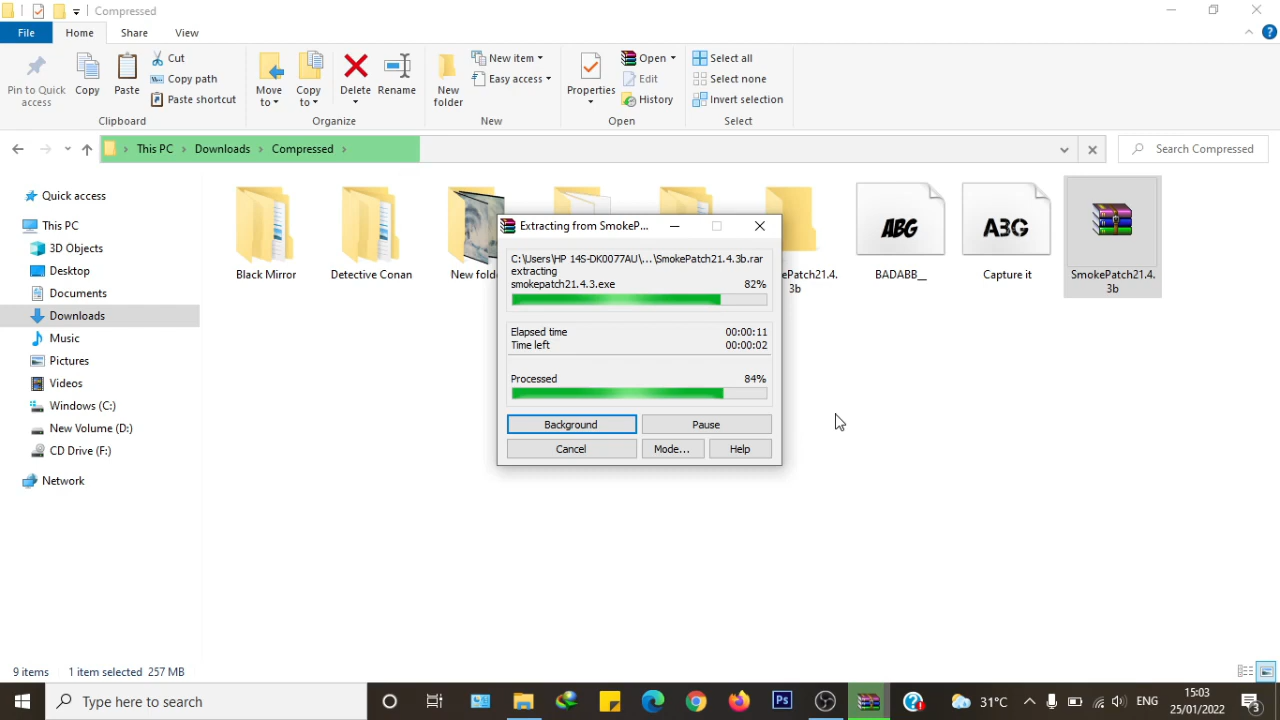 Compressed
File Home Share View
Pin to Quick access
Copy
Paste
Cut
Copy path
Paste shortcut
Clipboard
Move to
Copy to
Delete
Rename
Organize
New folder
New item
Easy access
New
Properties
Open
Edit
History
Open
Select all
Select none
Invert selection
Select
This PC > Downloads > Compressed >
Search Compressed
Quick access
This PC
3D Objects
Desktop
Documents
Downloads
Music
Pictures
Videos
Windows (C:)
New Volume (D:)
CD Drive (F:)
Network
Black Mirror
Detective Conan
New folde
ePatch21.4.
3b
ABG
BADABB__
A3G
Capture it
SmokePatch21.4.
3b
Extracting from SmokeP...
C:\Users\HP 14S-DK0077AU\...\SmokePatch21.4.3b.rar
extracting
smokepatch21.4.3.exe 82%
Elapsed time 00:00:11
Time left 00:00:02
Processed 84%
Background
Pause
Cancel
Mode...
Help
9 items 1 item selected 257 MB
Type here to search
Ps
31°C
ENG
15:03
25/01/2022
3